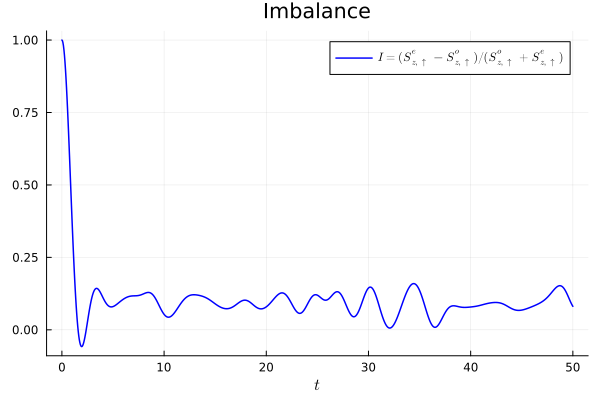 Imbalance
I = (S^e_{z,↑} − S^o_{z,↑})/(S^o_{z,↑} + S^e_{z,↑})
1.00
0.75
0.50
0.25
0.00
0 10 20 30 40 50
t